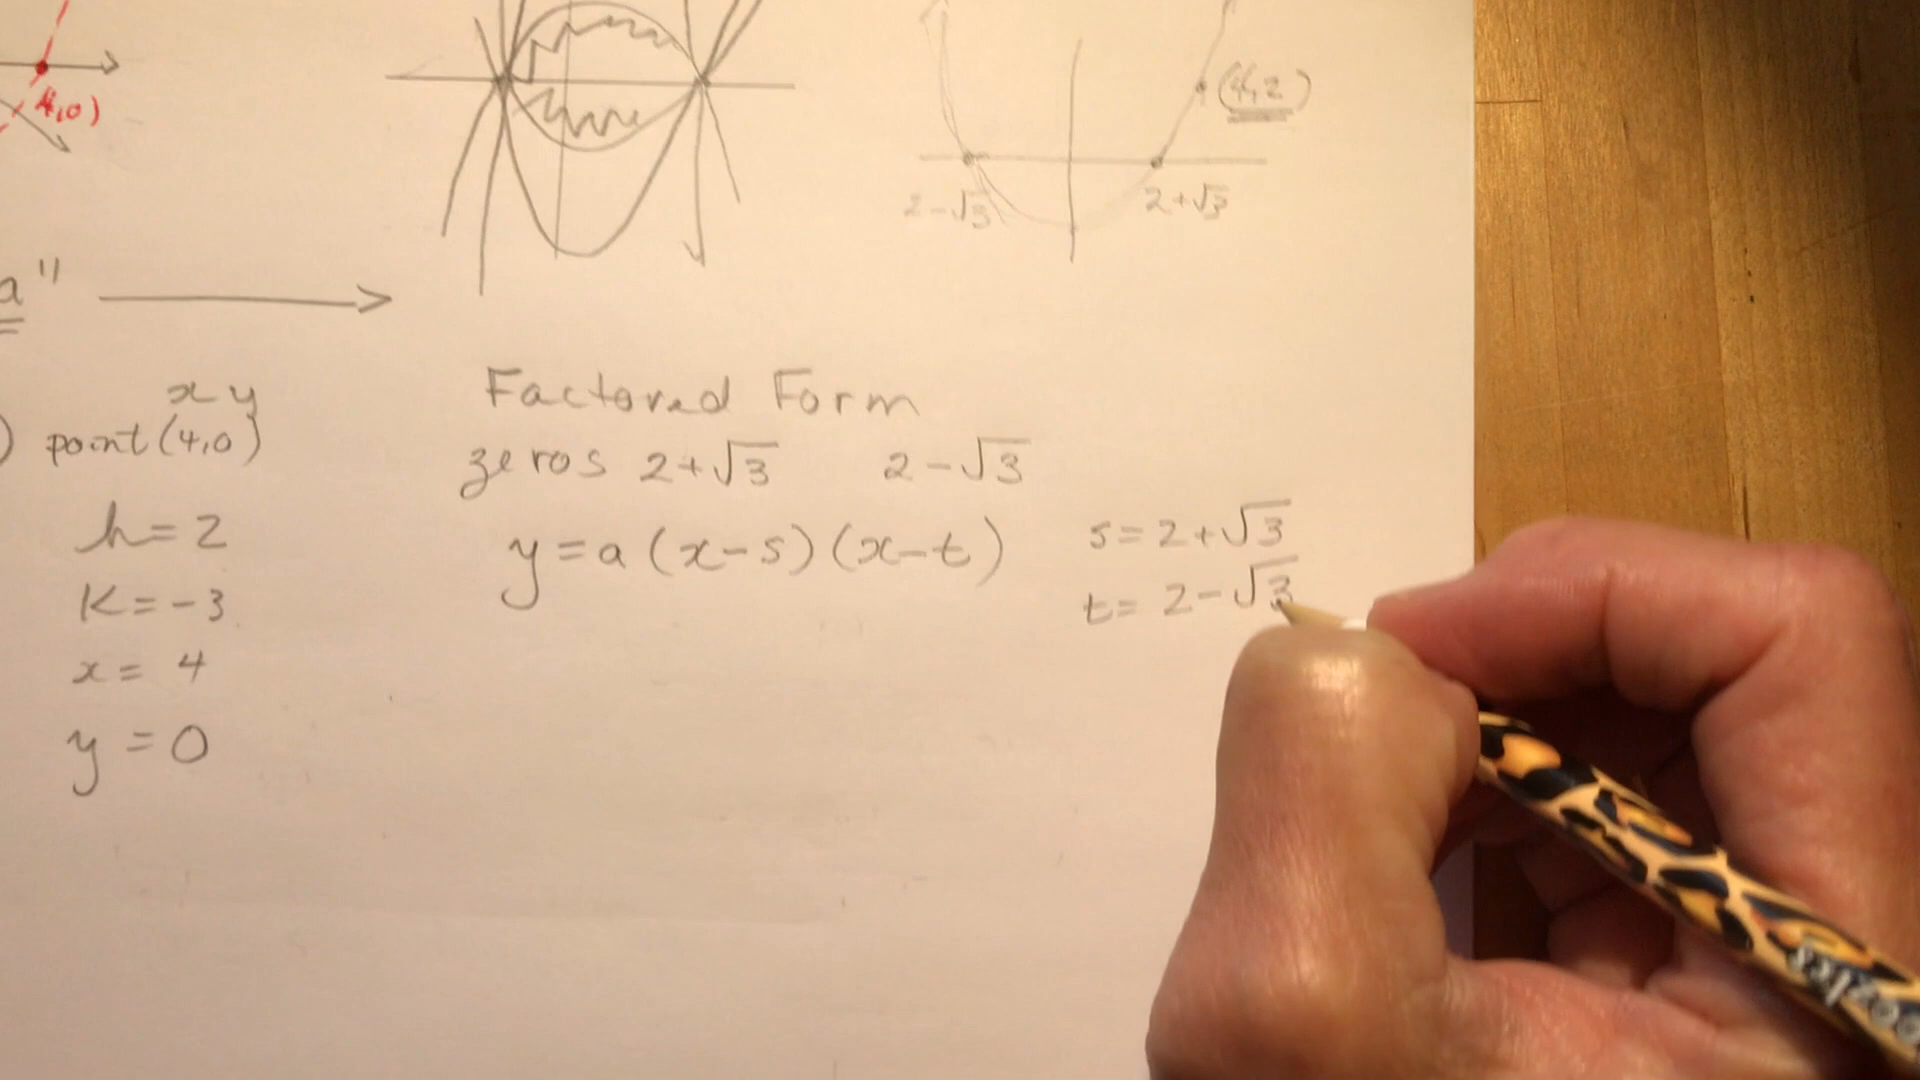 4,0)
(4,2)
2-√3
2+√3
a"
x y
) point (4,0)
h=2
K=-3
x= 4
y=0
Factored Form
zeros 2+√3 2-√3
y=a(x-s)(x-t)
s=2+√3
t=2-√3